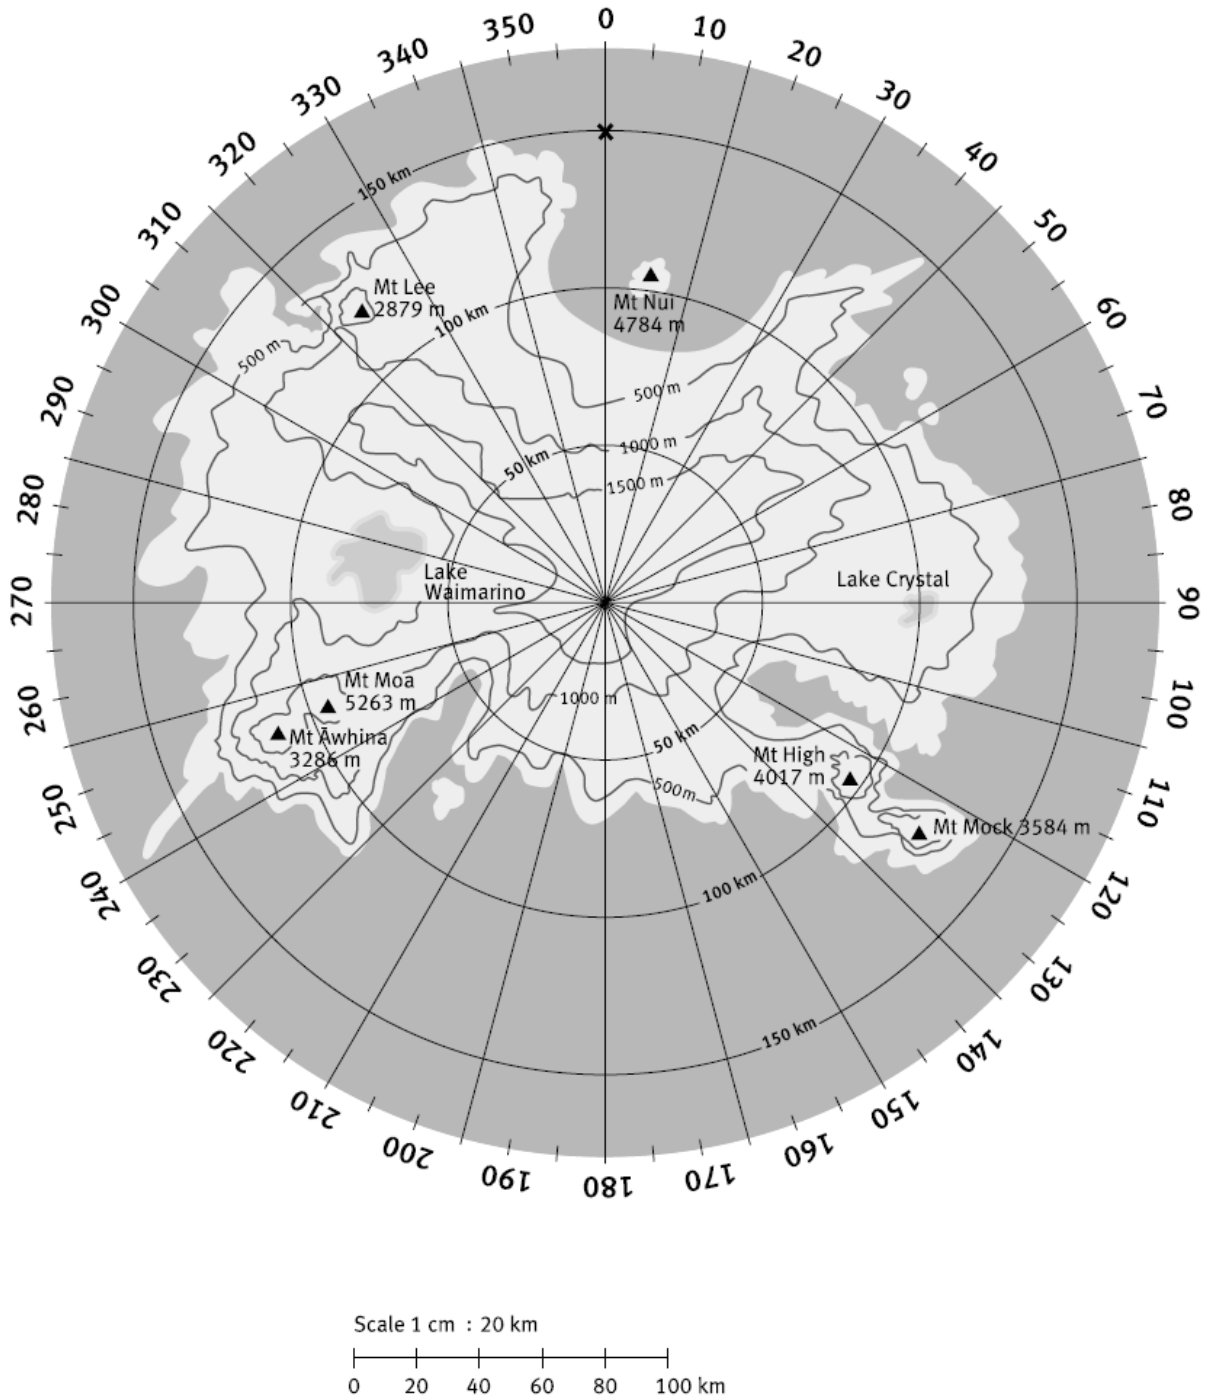 0
10
20
30
40
50
60
70
80
90
100
110
120
130
140
150
160
170
180
190
200
210
220
230
240
250
260
270
280
290
300
310
320
330
340
350
150 km
Mt Lee
2879 m
100 km
Mt Nui
4784 m
500 m
500 m
1000 m
50 km
1500 m
Lake
Waimarino
Lake Crystal
Mt Moa
5263 m
1000 m
Mt Āwhina
3286 m
50 km
Mt High
4017 m
500m
Mt Mock 3584 m
100 km
150 km
Scale 1 cm : 20 km
0 20 40 60 80 100 km